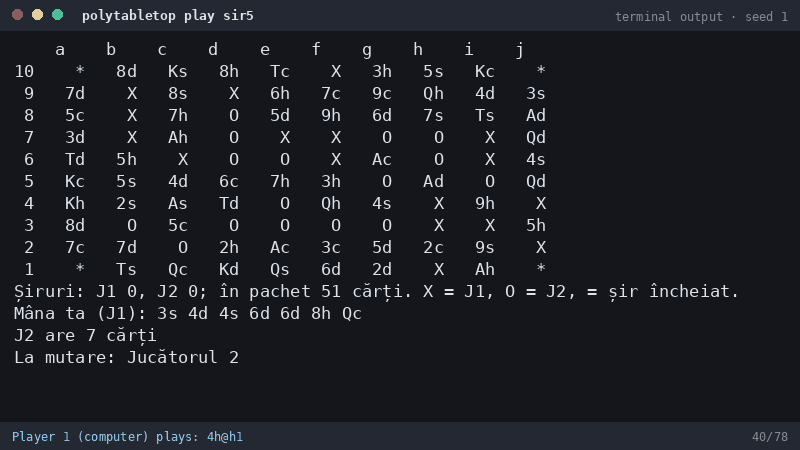 polytabletop play sir5
terminal output · seed 1
a b c d e f g h i j
10 * 8d Ks 8h Tc X 3h 5s Kc *
9 7d X 8s X 6h 7c 9c Qh 4d 3s
8 5c X 7h O 5d 9h 6d 7s Ts Ad
7 3d X Ah O X X O O X Qd
6 Td 5h X O O X Ac O X 4s
5 Kc 5s 4d 6c 7h 3h O Ad O Qd
4 Kh 2s As Td O Qh 4s X 9h X
3 8d O 5c O O O O X X 5h
2 7c 7d O 2h Ac 3c 5d 2c 9s X
1 * Ts Qc Kd Qs 6d 2d X Ah *
Șiruri: J1 0, J2 0; în pachet 51 cărți. X = J1, O = J2, = șir încheiat.
Mâna ta (J1): 3s 4d 4s 6d 6d 8h Qc
J2 are 7 cărți
La mutare: Jucătorul 2
Player 1 (computer) plays: 4h@h1
40/78